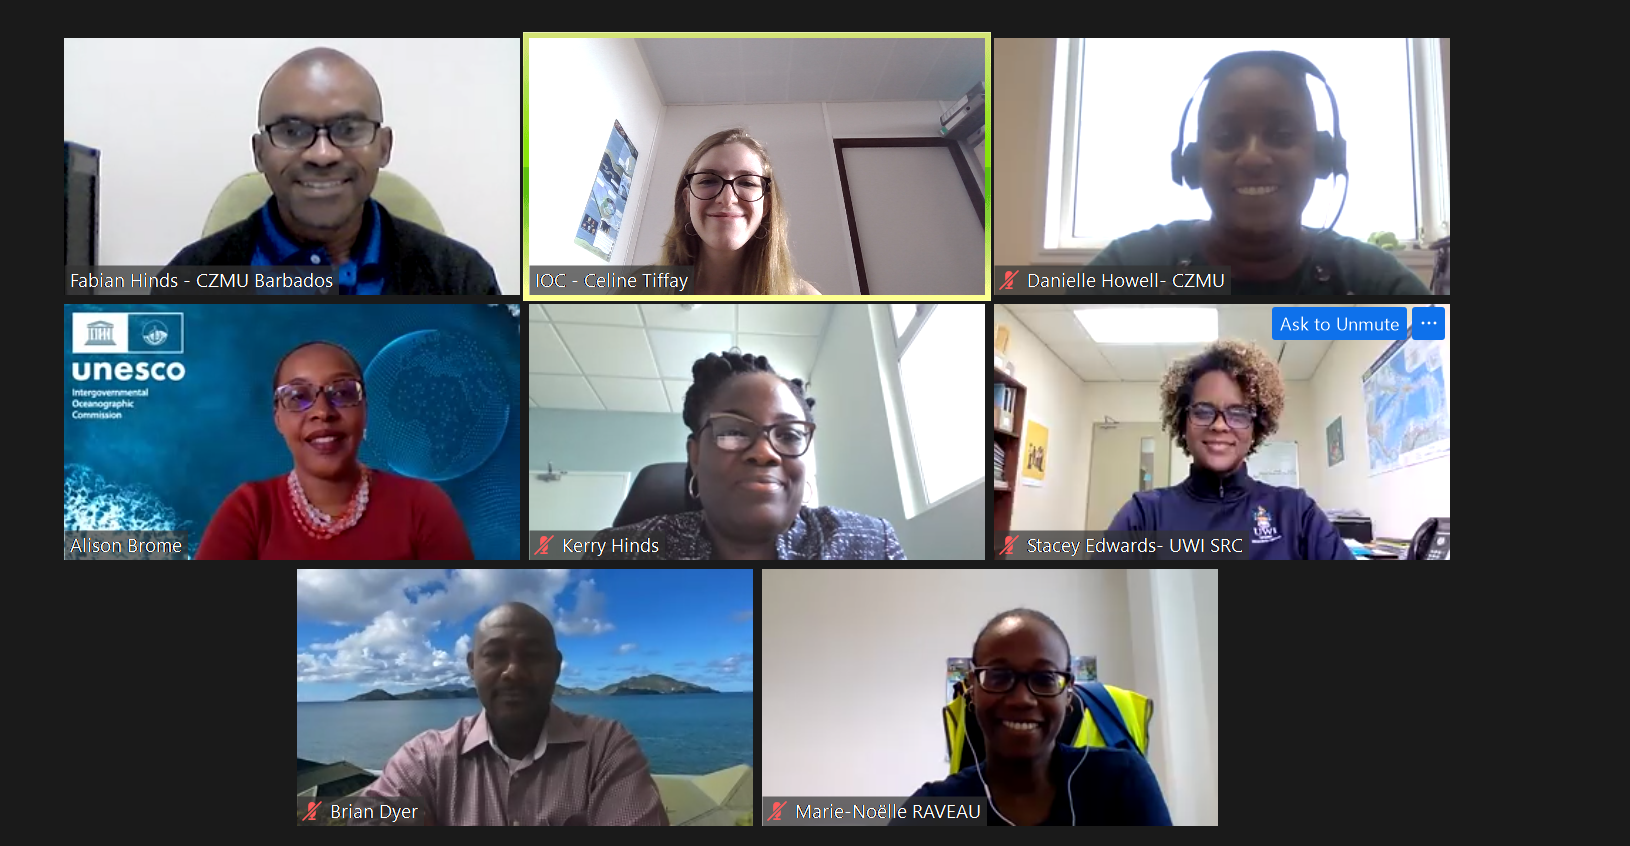 Fabian Hinds - CZMU Barbados
IOC - Celine Tiffay
Danielle Howell- CZMU
unesco
Intergovernmental
Oceanographic
Commission
Alison Brome
Kerry Hinds
Ask to Unmute
UWI
Stacey Edwards- UWI SRC
Brian Dyer
Marie-Noëlle RAVEAU